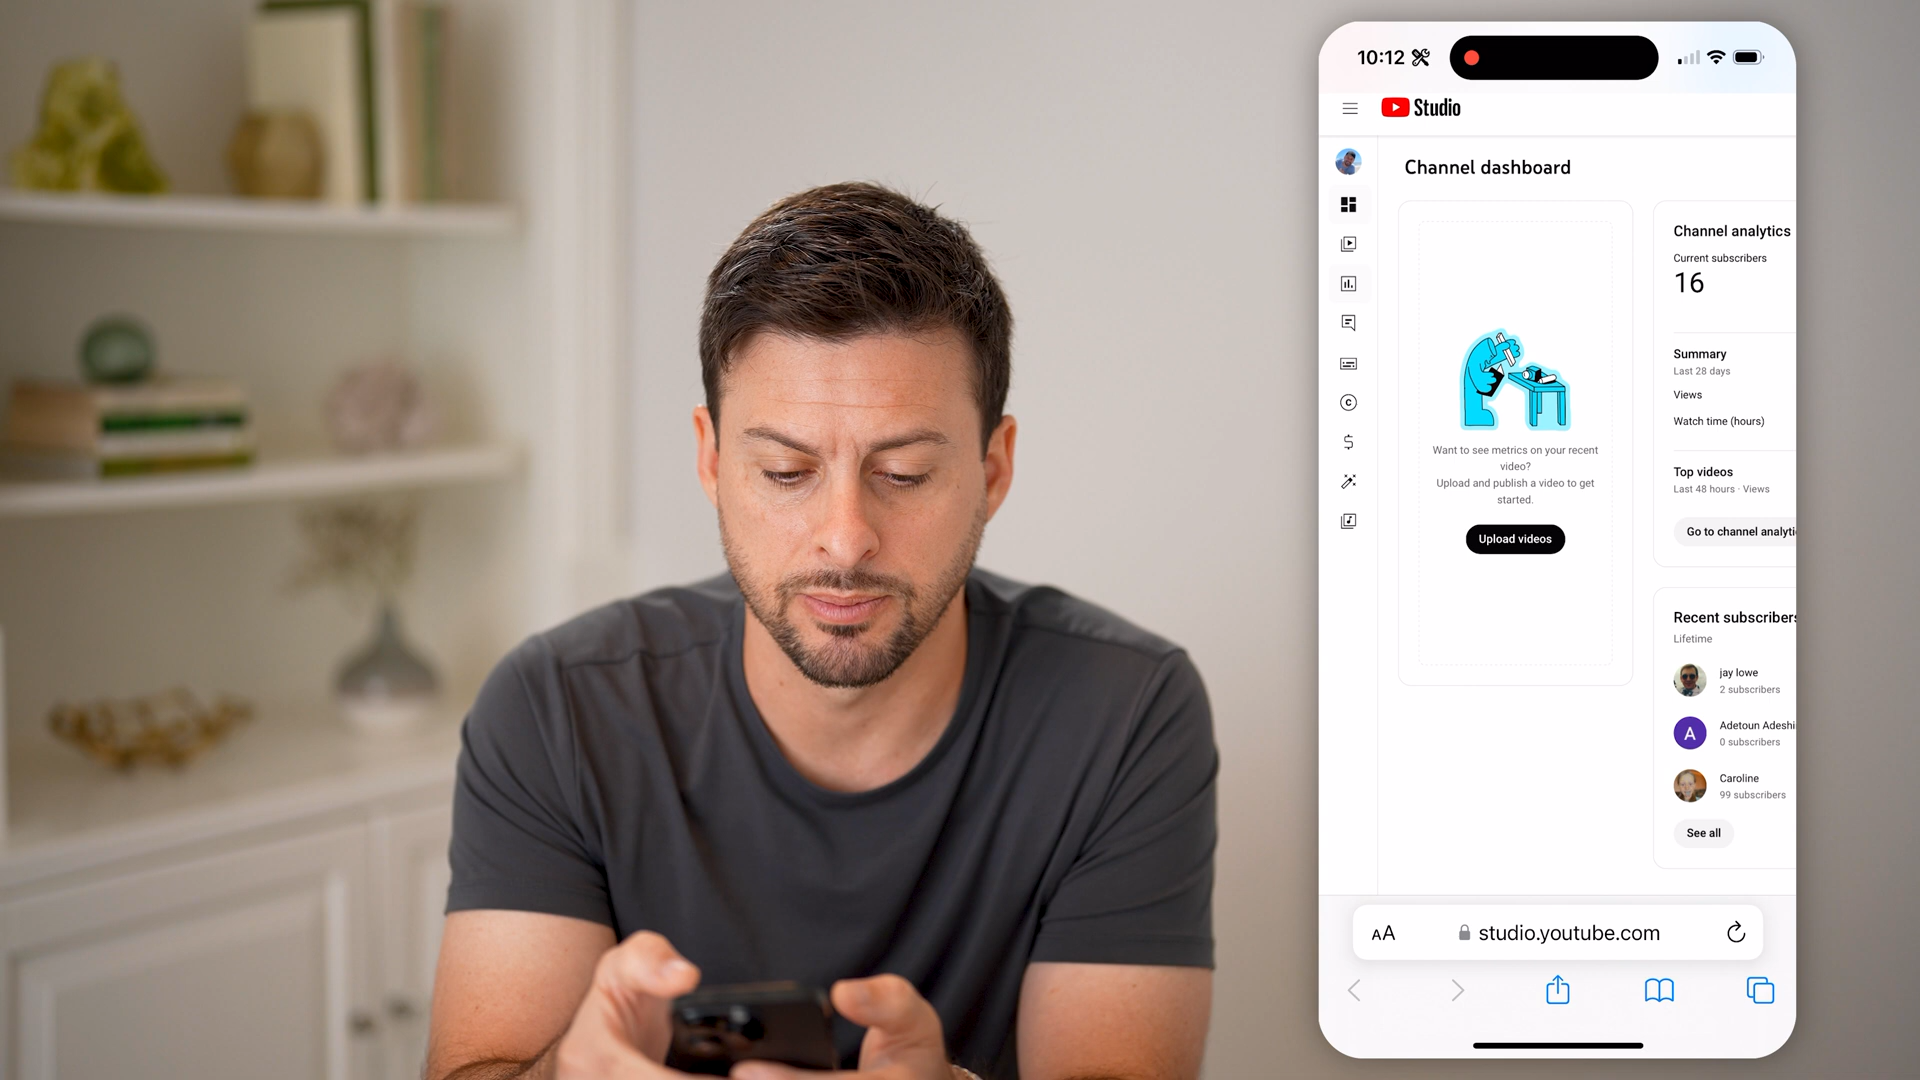 10:12
Studio
Channel dashboard
Want to see metrics on your recent
video?
Upload and publish a video to get
started.
Upload videos
Channel analytics
Current subscribers
16
Summary
Last 28 days
Views
Watch time (hours)
Top videos
Last 48 hours · Views
Go to channel analyti
Recent subscribers
Lifetime
jay lowe
2 subscribers
A
Adetoun Adeshi
0 subscribers
Caroline
99 subscribers
See all
AA
studio.youtube.com